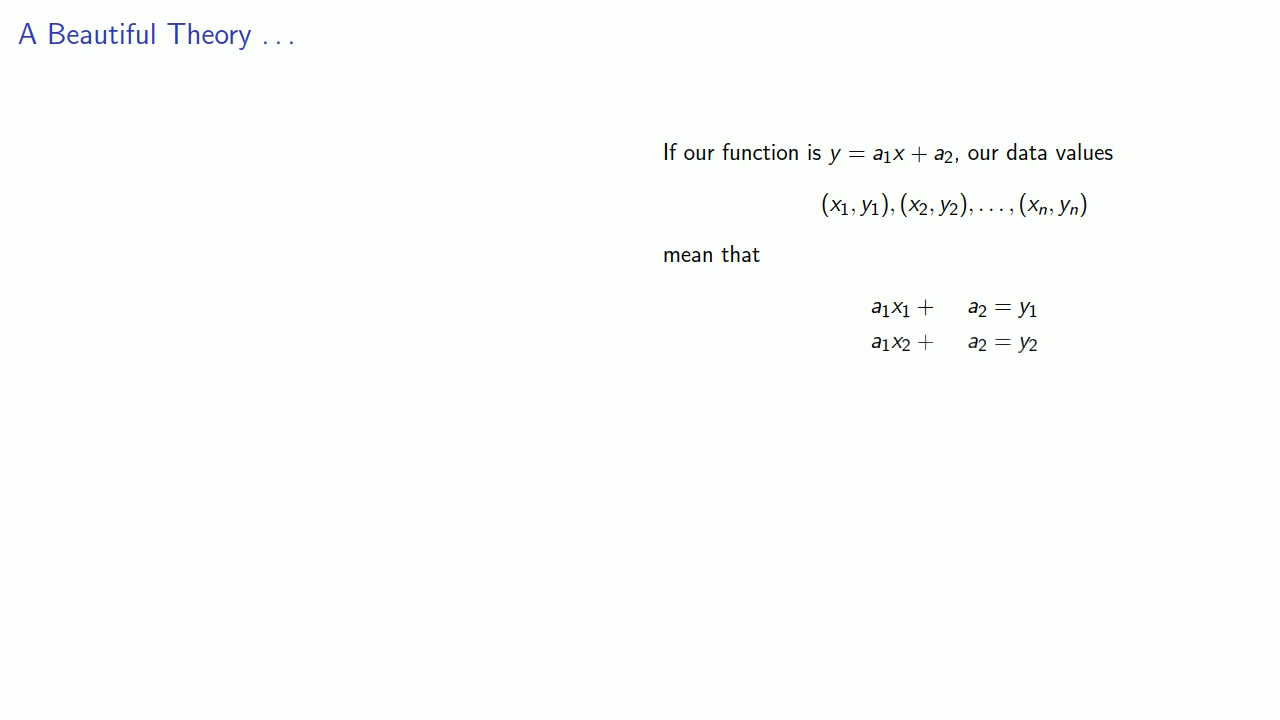 A Beautiful Theory . . .
If our function is y = a₁x + a₂, our data values
(x₁, y₁), (x₂, y₂), . . . , (xₙ, yₙ)
mean that
a₁x₁ + a₂ = y₁
a₁x₂ + a₂ = y₂